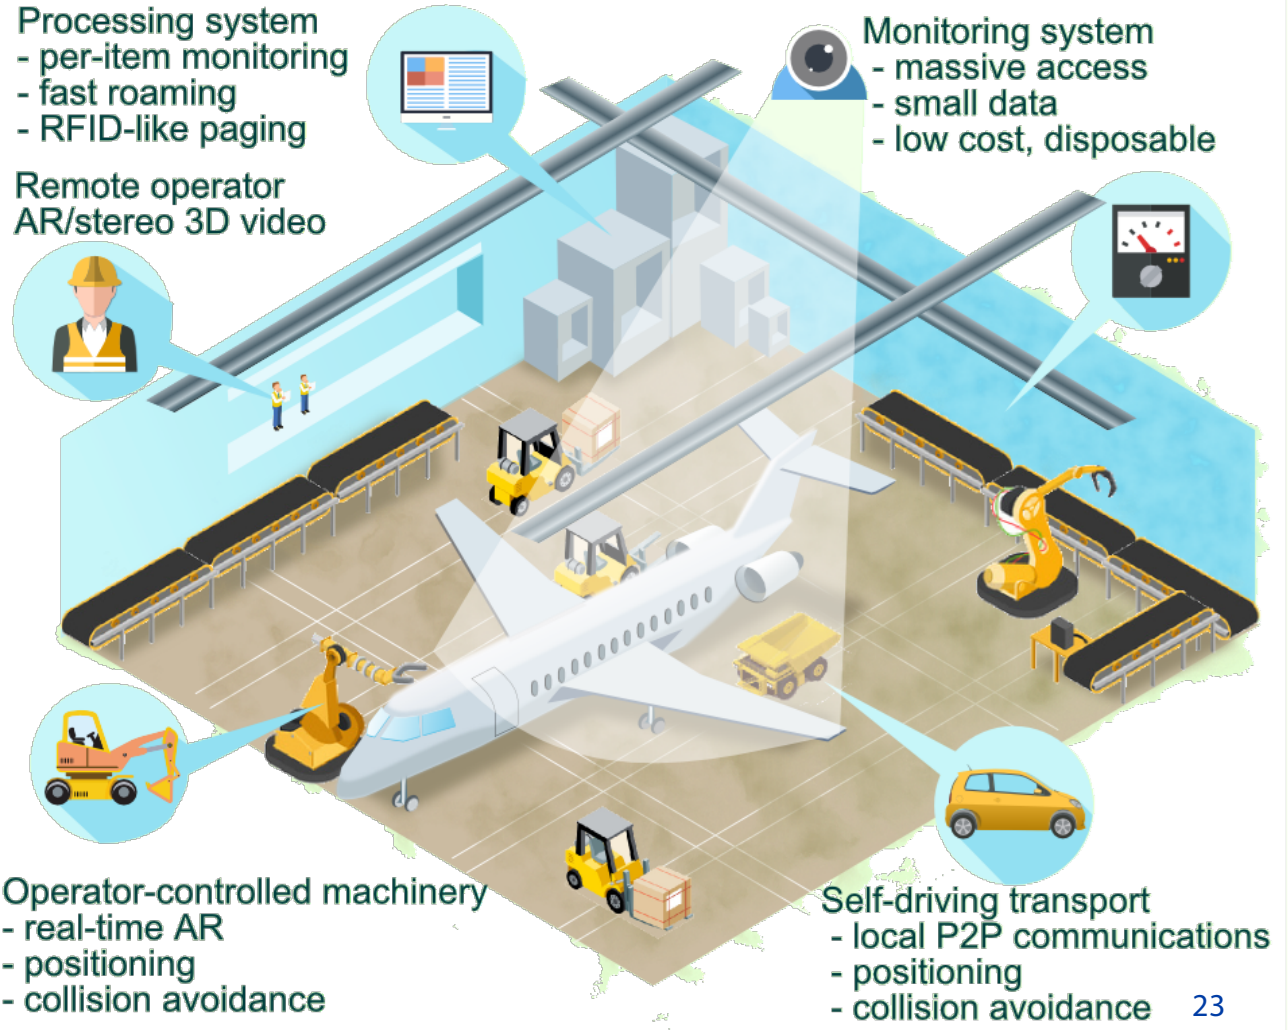 Processing system
- per-item monitoring
- fast roaming
- RFID-like paging
Remote operator
AR/stereo 3D video
Monitoring system
- massive access
- small data
- low cost, disposable
Operator-controlled machinery
- real-time AR
- positioning
- collision avoidance
Self-driving transport
- local P2P communications
- positioning
- collision avoidance
23